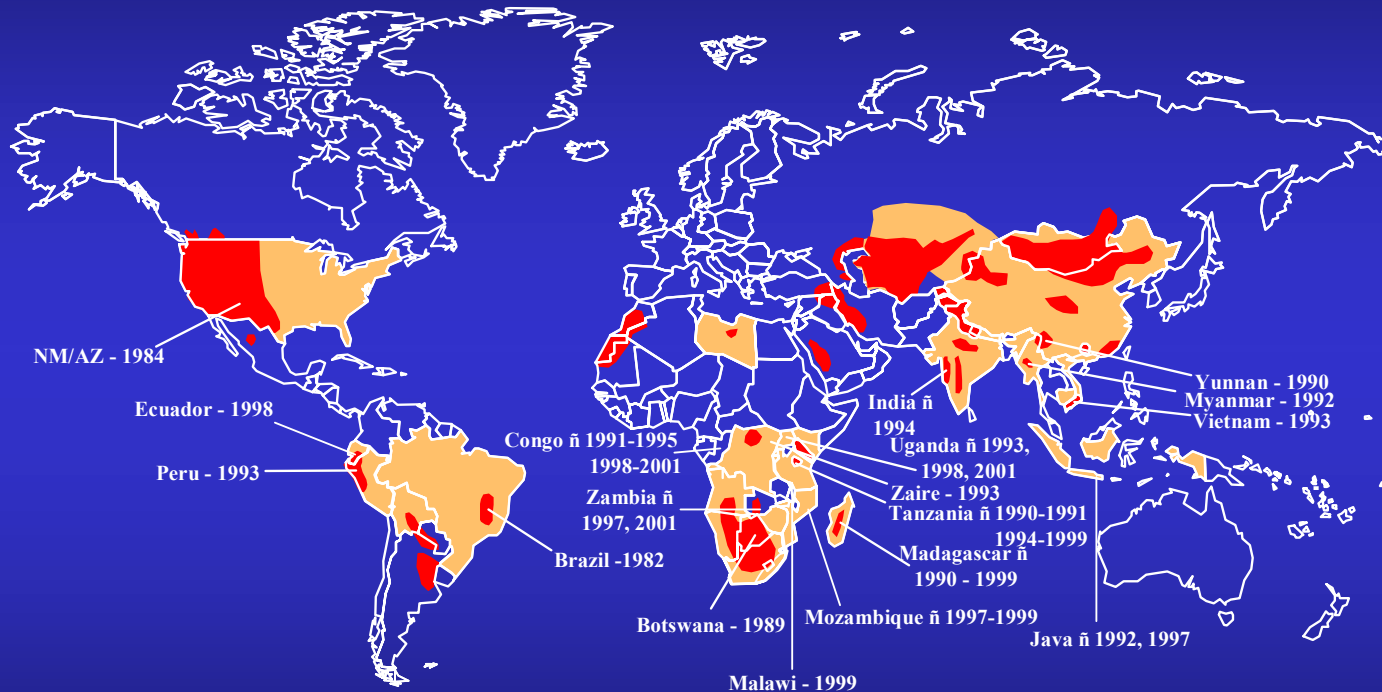 NM/AZ - 1984
Ecuador - 1998
Peru - 1993
Brazil -1982
Congo ñ 1991-1995
1998-2001
Zambia ñ
1997, 2001
Botswana - 1989
Malawi - 1999
Mozambique ñ 1997-1999
Madagascar ñ
1990 - 1999
Tanzania ñ 1990-1991
1994-1999
Zaire - 1993
Uganda ñ 1993,
1998, 2001
India ñ
1994
Yunnan - 1990
Myanmar - 1992
Vietnam - 1993
Java ñ 1992, 1997